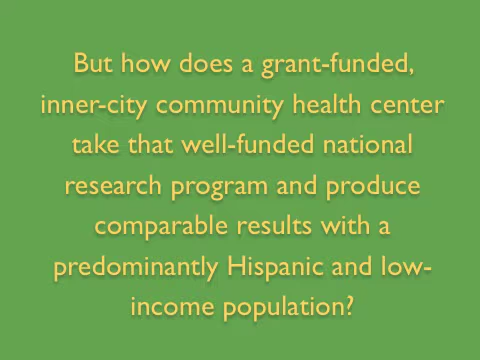 But how does a grant-funded,
inner-city community health center
take that well-funded national
research program and produce
comparable results with a
predominantly Hispanic and low-
income population?